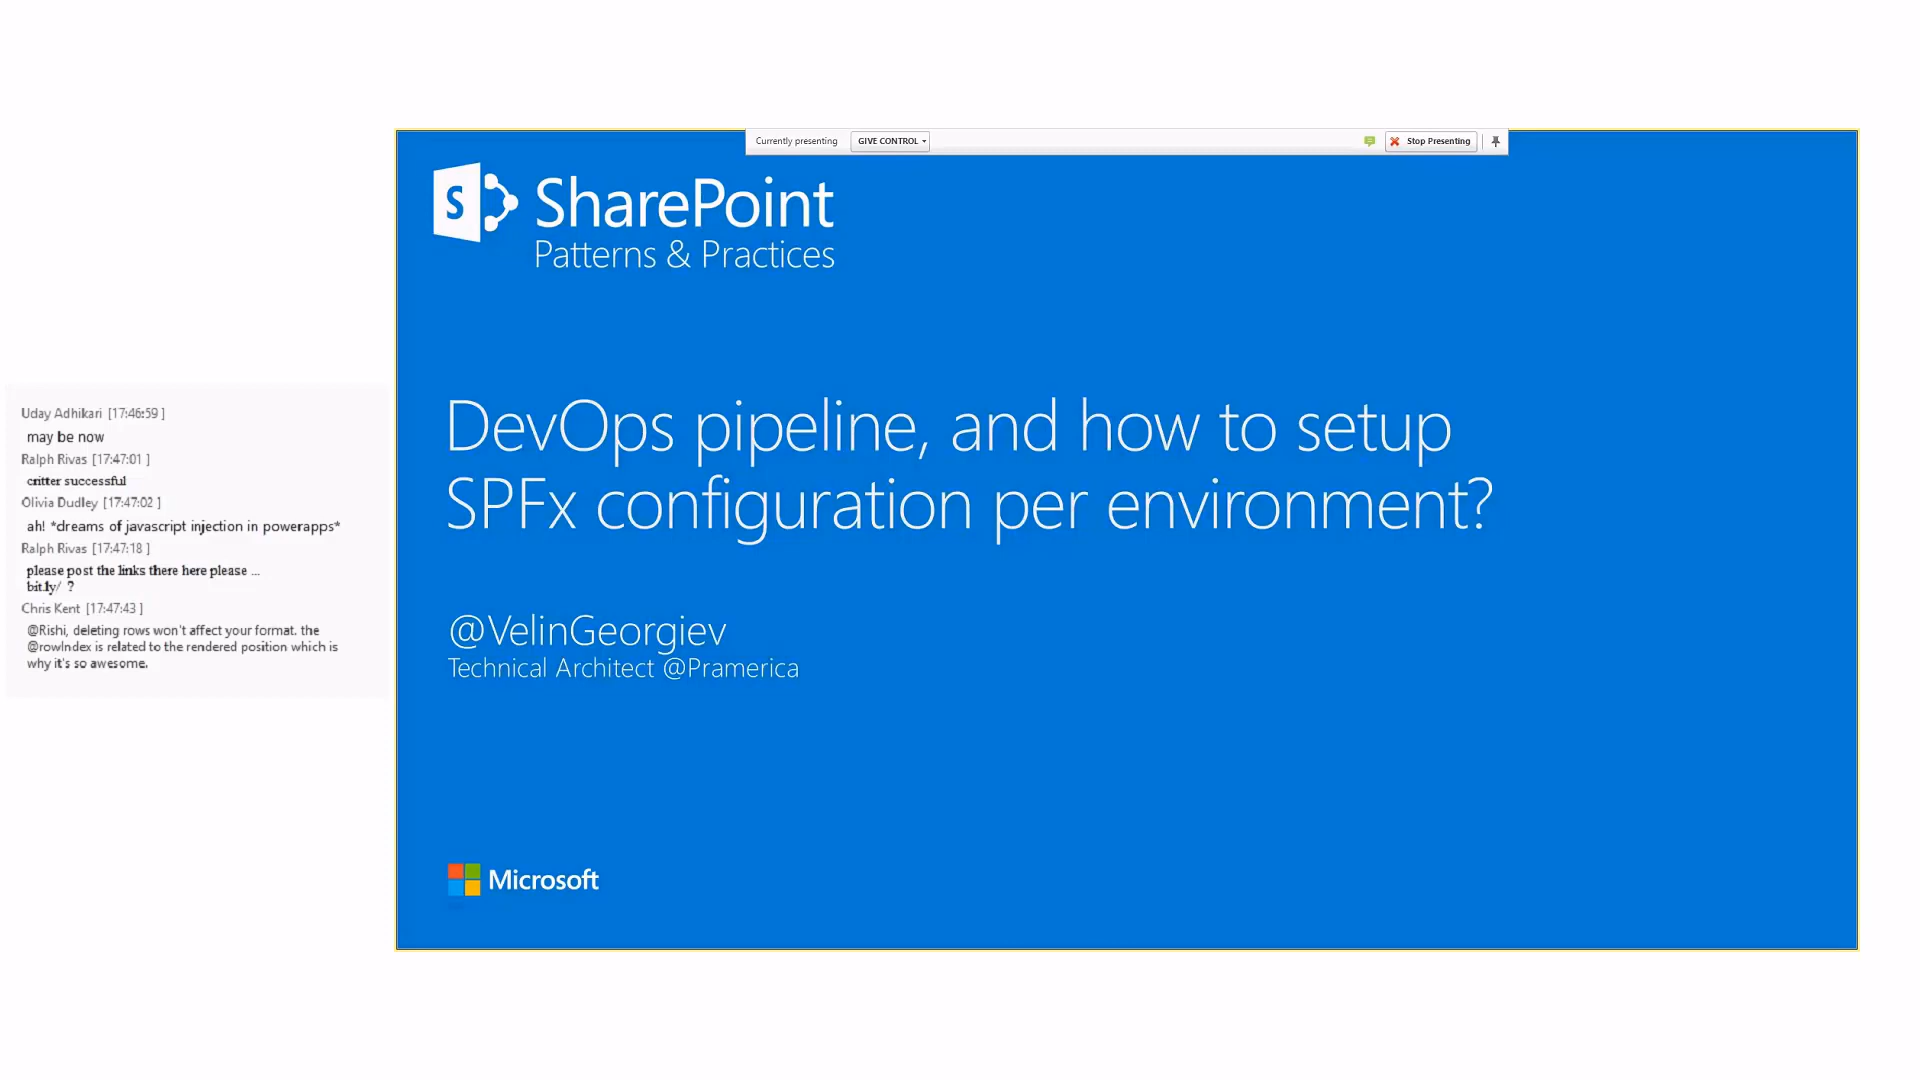 Currently presenting
GIVE CONTROL
Stop Presenting
S
SharePoint
Patterns & Practices
DevOps pipeline, and how to setup
SPFx configuration per environment?
@VelinGeorgiev
Technical Architect @Pramerica
Microsoft
Uday Adhikari [17:46:59 ]
may be now
Ralph Rivas [17:47:01 ]
critter successful
Olivia Dudley [17:47:02 ]
ah! *dreams of javascript injection in powerapps*
Ralph Rivas [17:47:18 ]
please post the links there here please ...
bit.ly/ ?
Chris Kent [17:47:43 ]
@Rishi, deleting rows won't affect your format. the
@rowIndex is related to the rendered position which is
why it's so awesome.